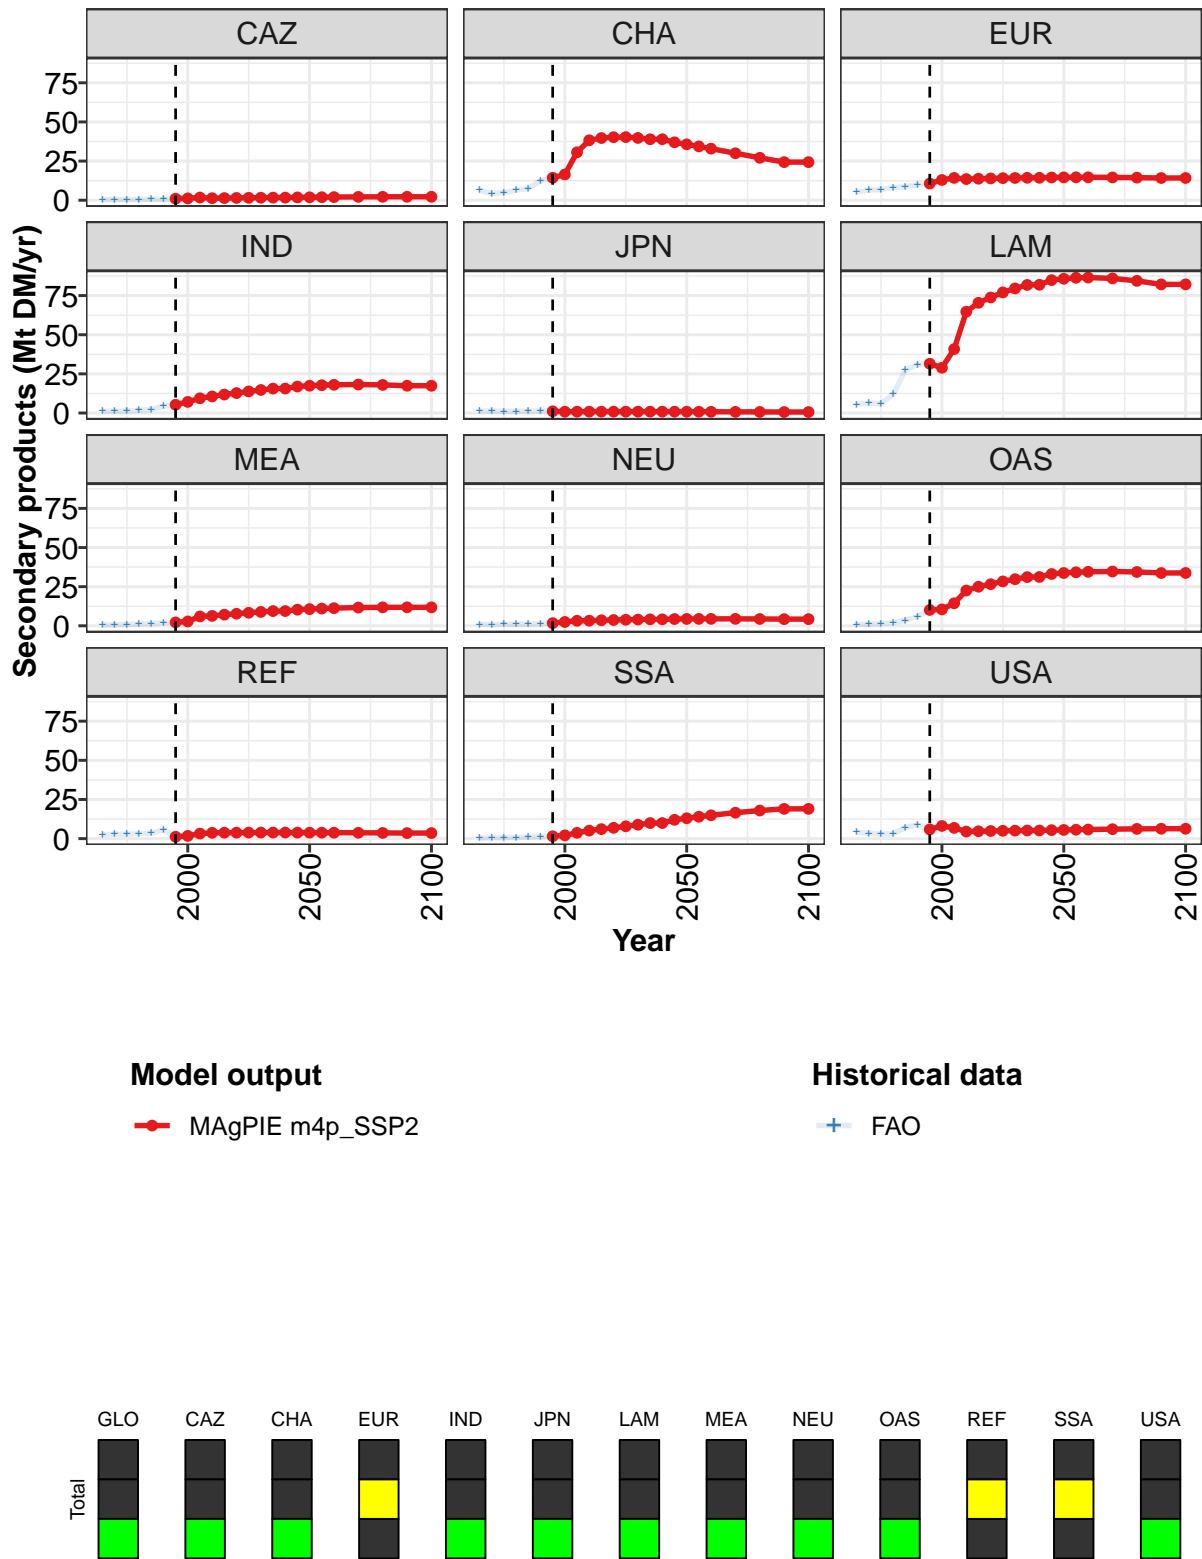 CAZ CHA EUR
75
50
25
0
IND JPN LAM
75
50
25
0
MEA NEU OAS
75
50
25
0
REF SSA USA
75
50
25
0
Secondary products (Mt DM/yr)
2000 2050 2100 2000 2050 2100 2000 2050 2100
Year
Model output Historical data
MAgPIE m4p_SSP2 FAO
GLO CAZ CHA EUR IND JPN LAM MEA NEU OAS REF SSA USA
Total